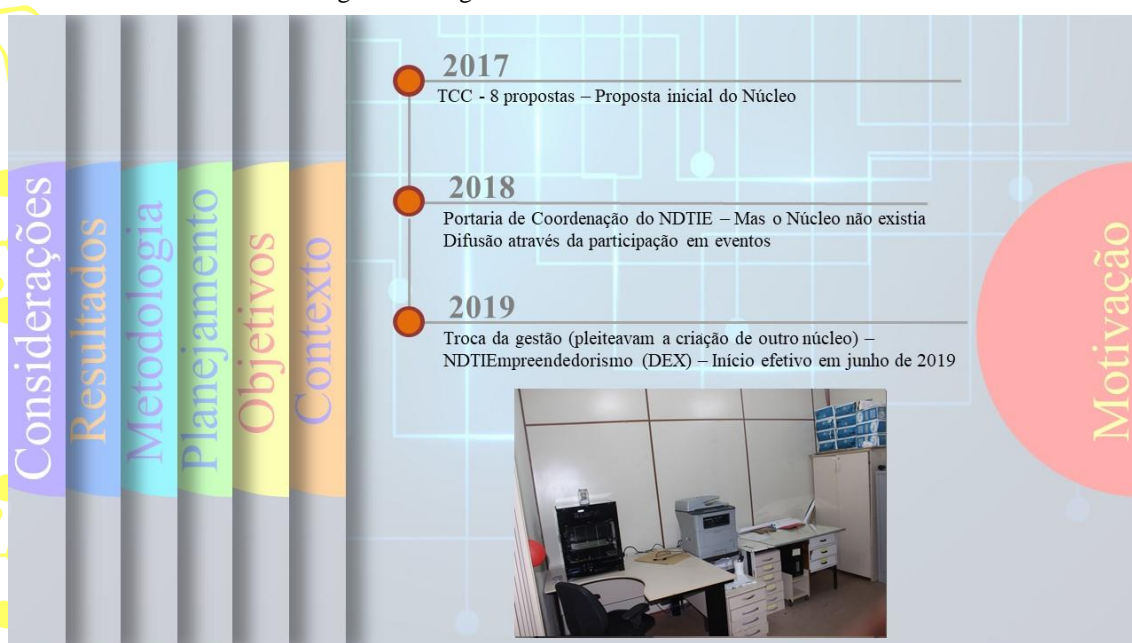 Considerações
Resultados
Metodologia
Planejamento
Objetivos
Contexto
2017
TCC - 8 propostas – Proposta inicial do Núcleo
2018
Portaria de Coordenação do NDTIE – Mas o Núcleo não existia
Difusão através da participação em eventos
2019
Troca da gestão (pleiteavam a criação de outro núcleo) –
NDTIEmpreendedorismo (DEX) – Início efetivo em junho de 2019
Motivação